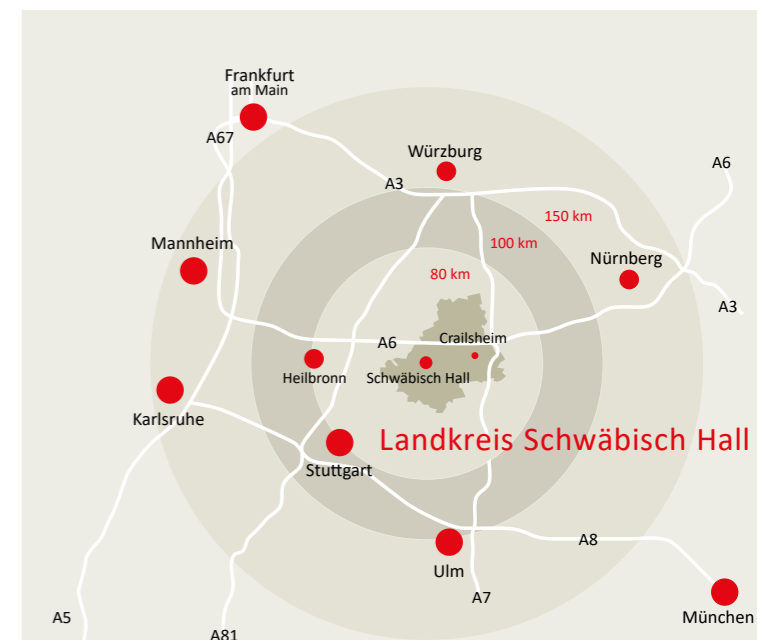 Frankfurt
am Main
A67
Würzburg
A6
A3
150 km
Mannheim
100 km
Nürnberg
80 km
A3
A6
Crailsheim
Heilbronn
Schwäbisch Hall
Karlsruhe
Landkreis Schwäbisch Hall
Stuttgart
A8
Ulm
A7
A5
München
A81